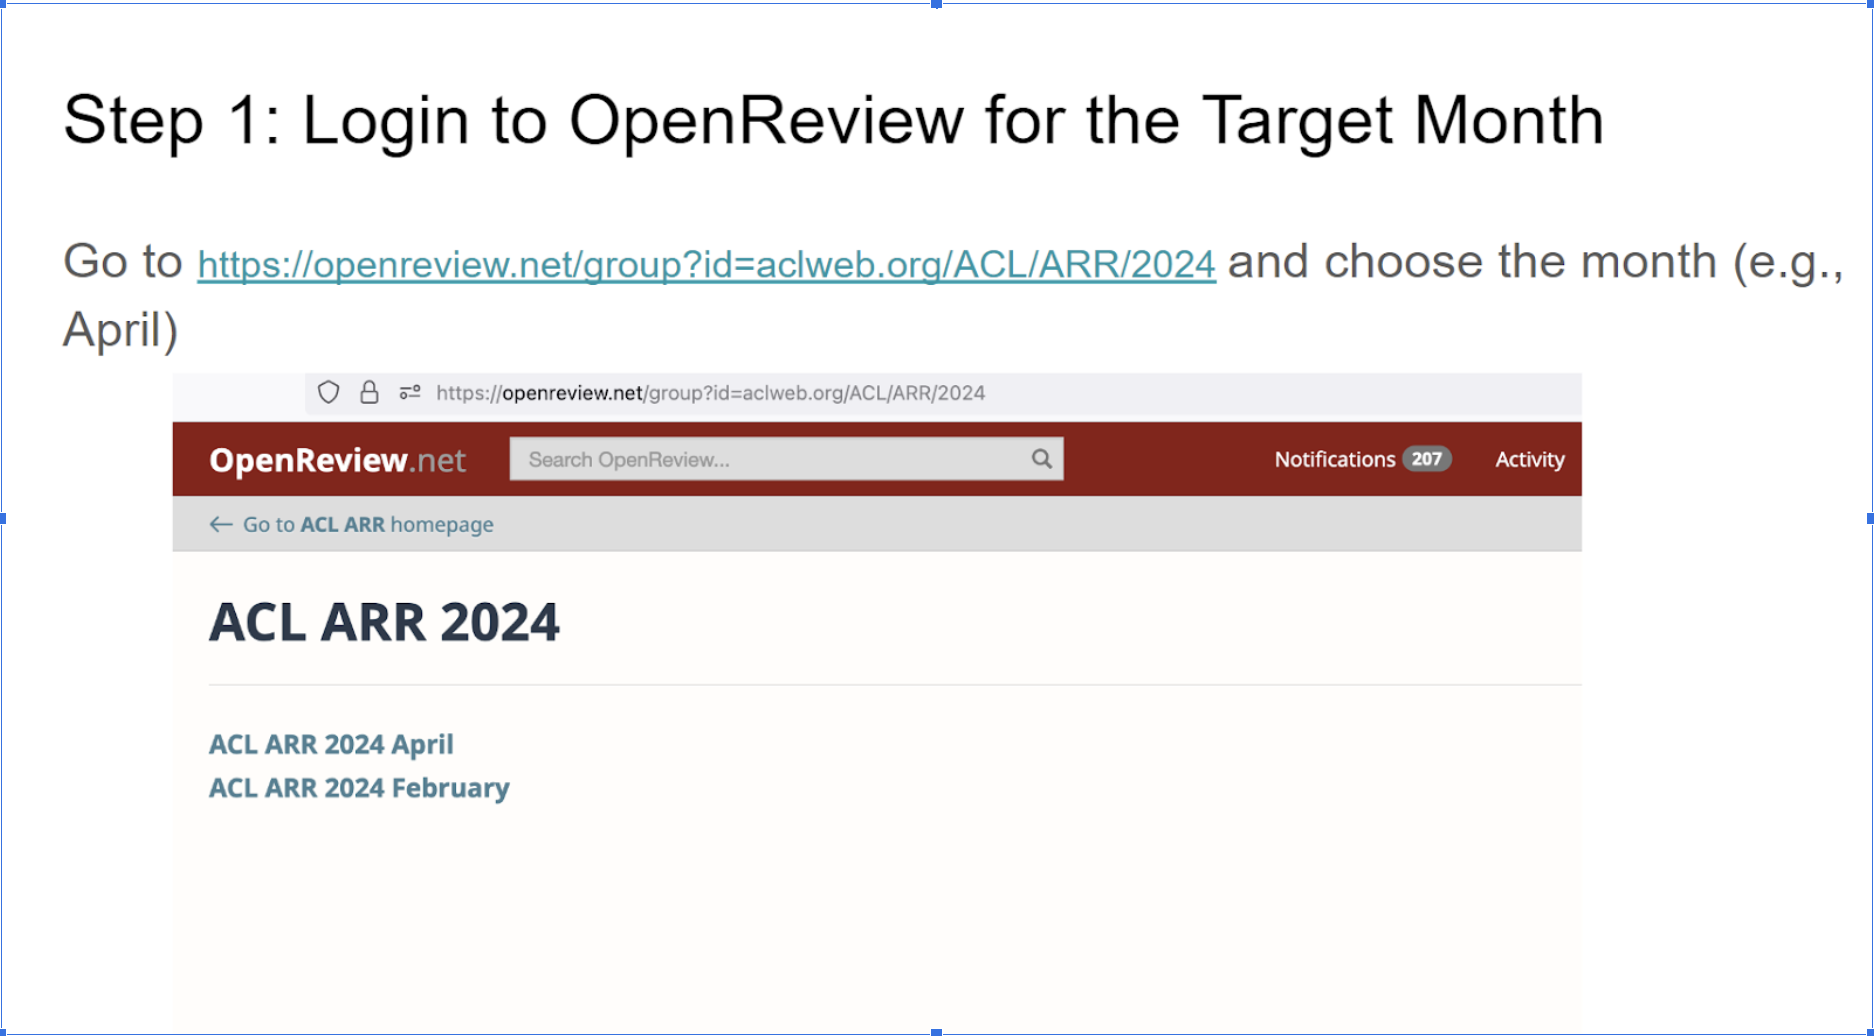 Step 1: Login to OpenReview for the Target Month
Go to https://openreview.net/group?id=aclweb.org/ACL/ARR/2024 and choose the month (e.g.,
April)
https://openreview.net/group?id=aclweb.org/ACL/ARR/2024
OpenReview.net Search OpenReview... Notifications 207 Activity
← Go to ACL ARR homepage
ACL ARR 2024
ACL ARR 2024 April
ACL ARR 2024 February